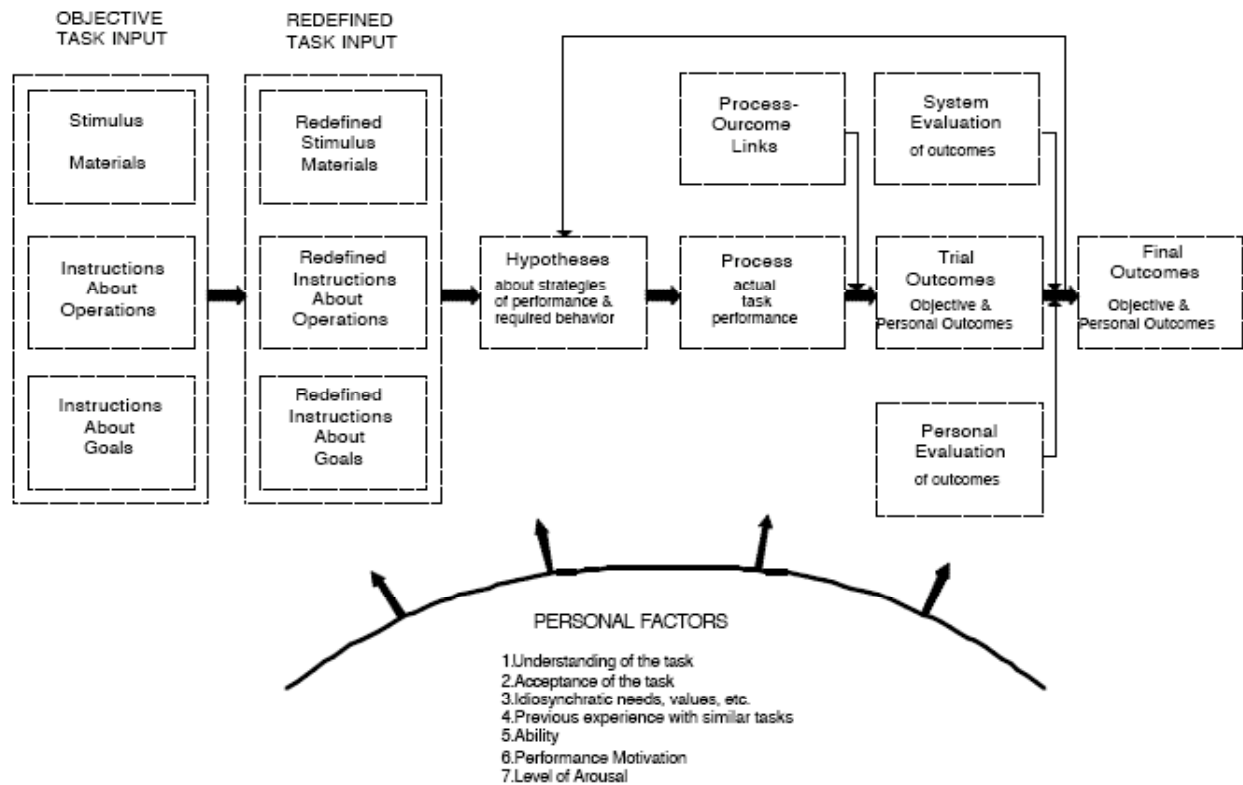 OBJECTIVE
TASK INPUT
REDEFINED
TASK INPUT
Stimulus
Materials
Instructions
About
Operations
Instructions
About
Goals
Redefined
Stimulus
Materials
Redefined
Instructions
About
Operations
Redefined
Instructions
About
Goals
Hypotheses
about strategies
of performance &
required behavior
Process-
Ourcome
Links
Process
actual
task
performance
System
Evaluation
of outcomes
Trial
Outcomes
Objective &
Personal Outcomes
Personal
Evaluation
of outcomes
Final
Outcomes
Objective &
Personal Outcomes
PERSONAL FACTORS
1.Understanding of the task
2.Acceptance of the task
3.Idiosynchratic needs, values, etc.
4.Previous experience with similar tasks
5.Ability
6.Performance Motivation
7.Level of Arousal